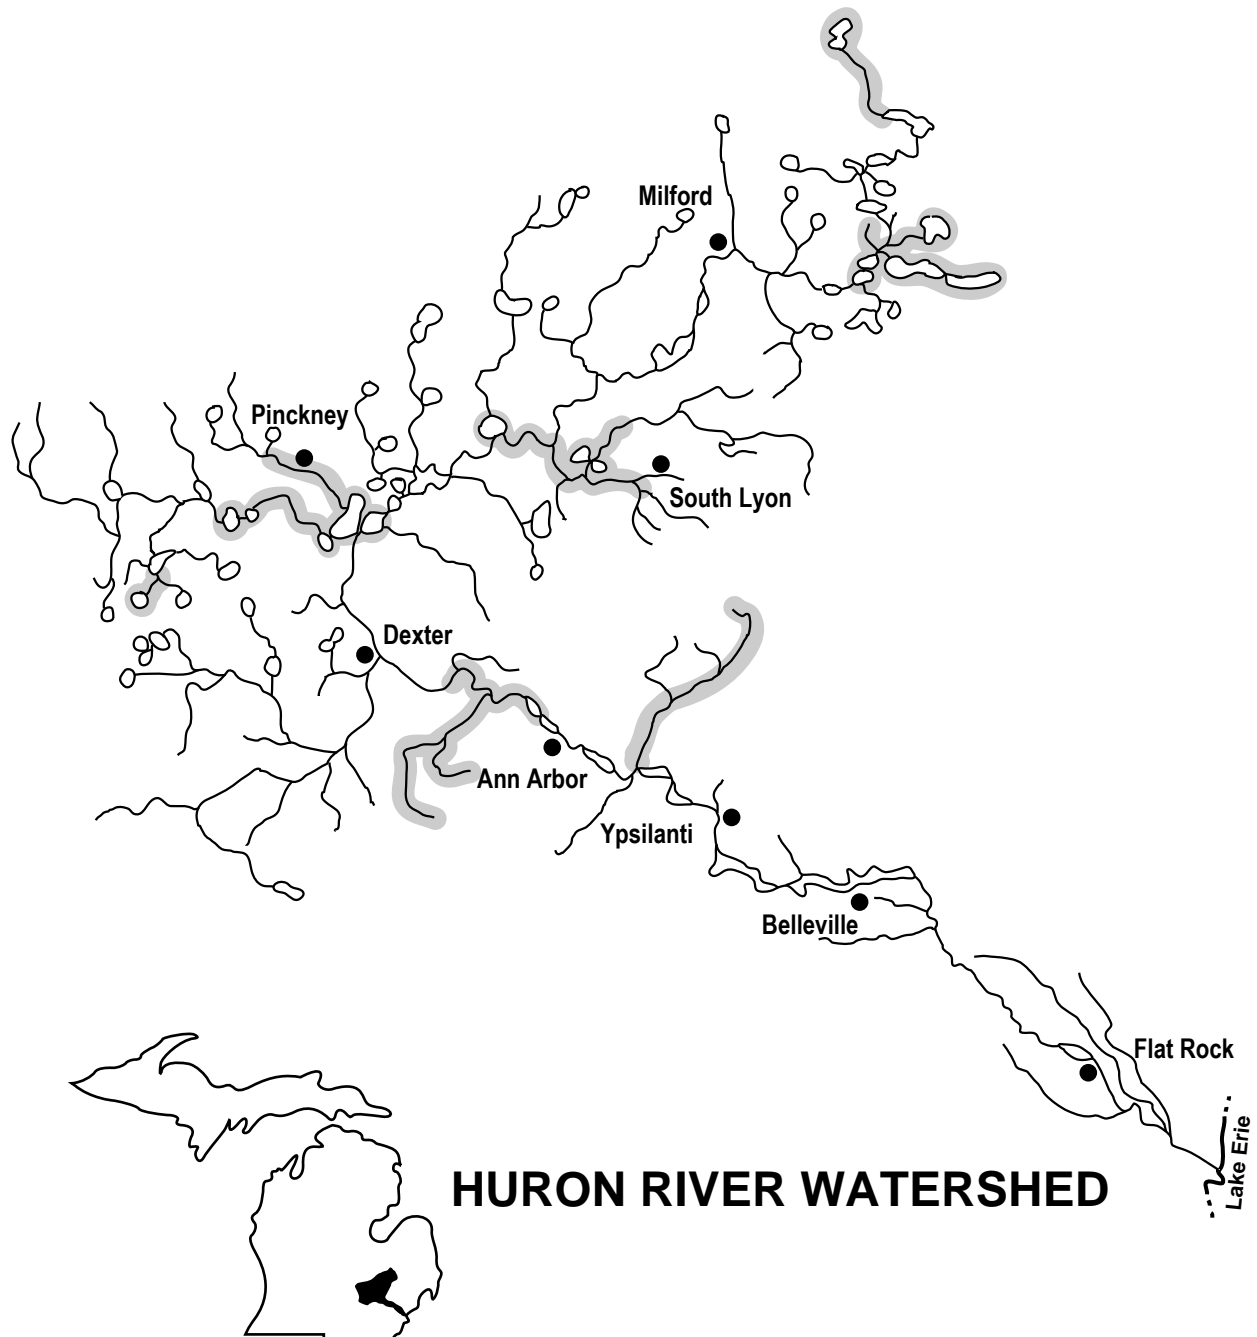 Milford
Pinckney
South Lyon
Dexter
Ann Arbor
Ypsilanti
Belleville
Flat Rock
Lake Erie
HURON RIVER WATERSHED